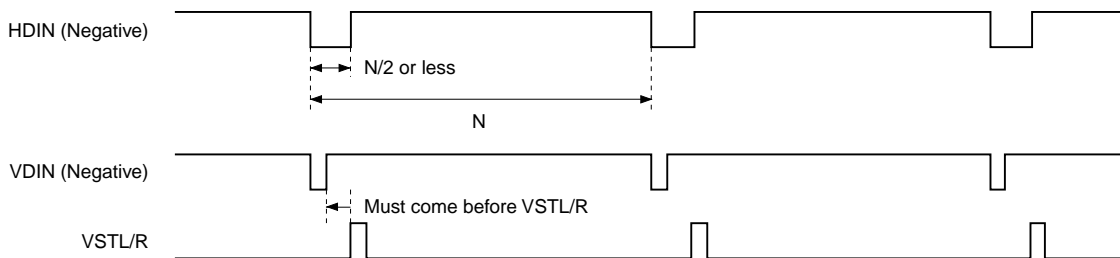 HDIN (Negative)
N/2 or less
N
VDIN (Negative)
Must come before VSTL/R
VSTL/R